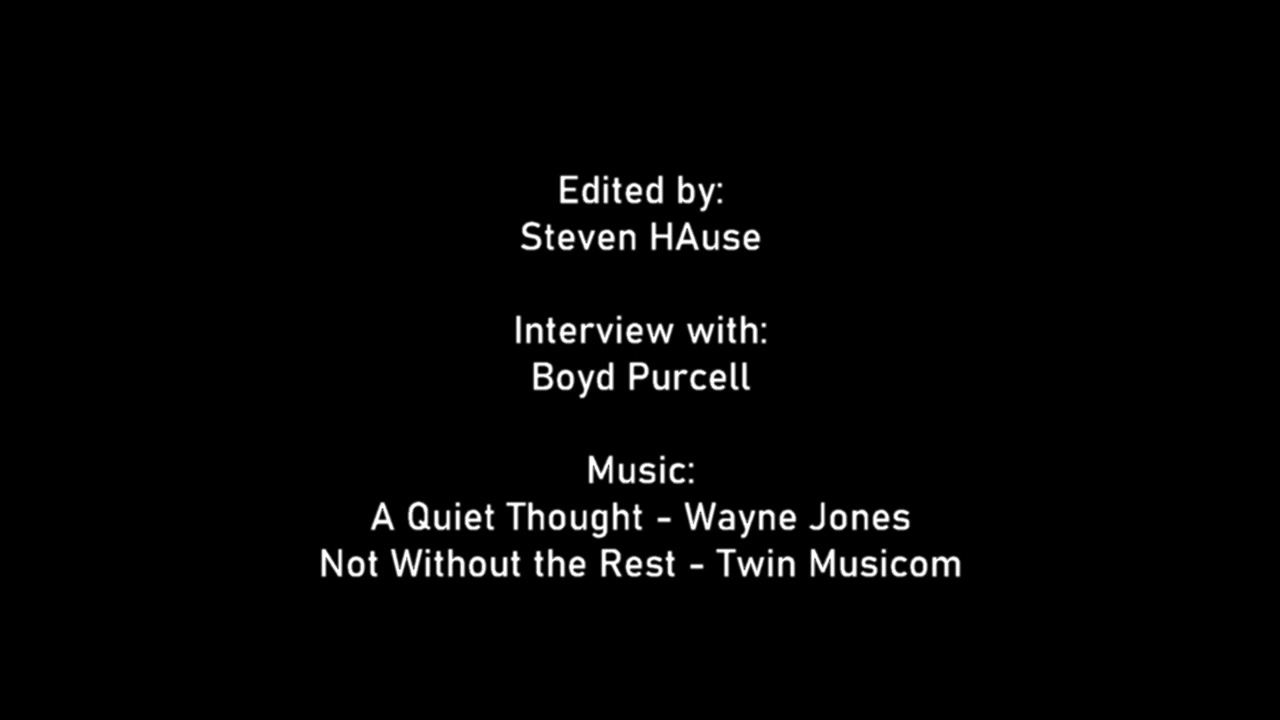 Edited by:
Steven HAuse
Interview with:
Boyd Purcell
Music:
A Quiet Thought - Wayne Jones
Not Without the Rest - Twin Musicom